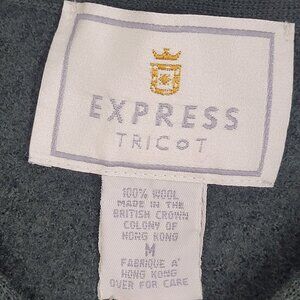 EXPRESS
TRICOT
100% WOOL
MADE IN THE
BRITISH CROWN
COLONY OF
HONG KONG
M
FABRIQUE A'
HONG KONG
OVER FOR CARE